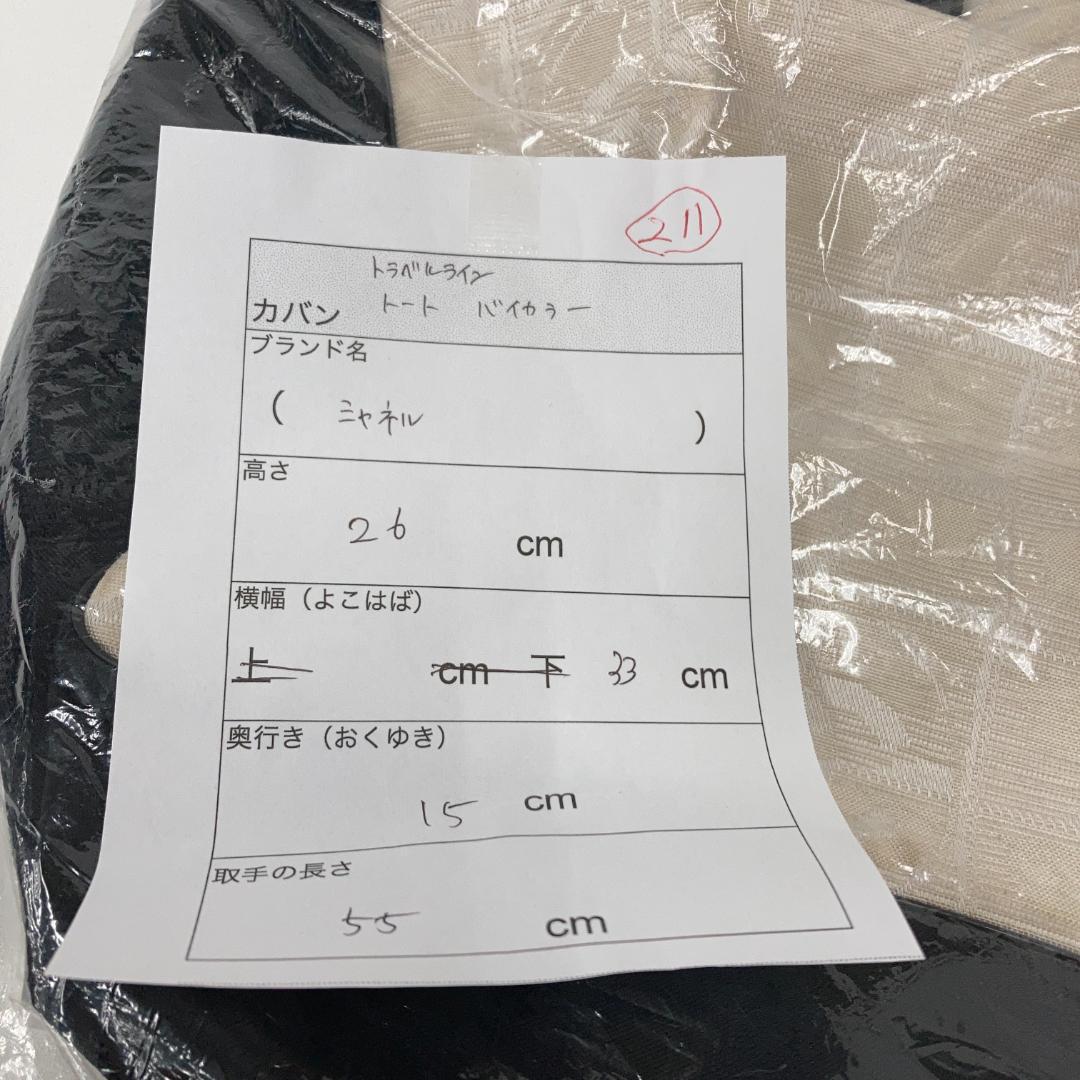 211
トラベルライン
カバン トート バイカラー
ブランド名
( シャネル )
高さ
26 cm
横幅（よこはば）
上 cm 下 33 cm
奥行き（おくゆき）
15 cm
取手の長さ
55 cm